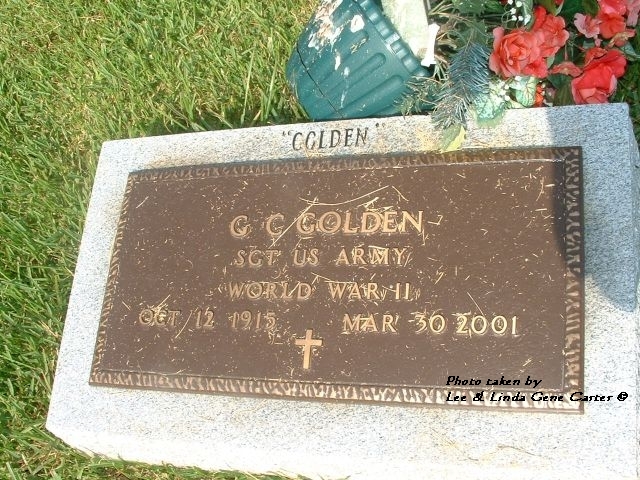 "GOLDEN"
G C GOLDEN
SGT US ARMY
WORLD WAR II
OCT 12 1915 MAR 30 2001
Photo taken by
Lee & Linda Gene Carter ©